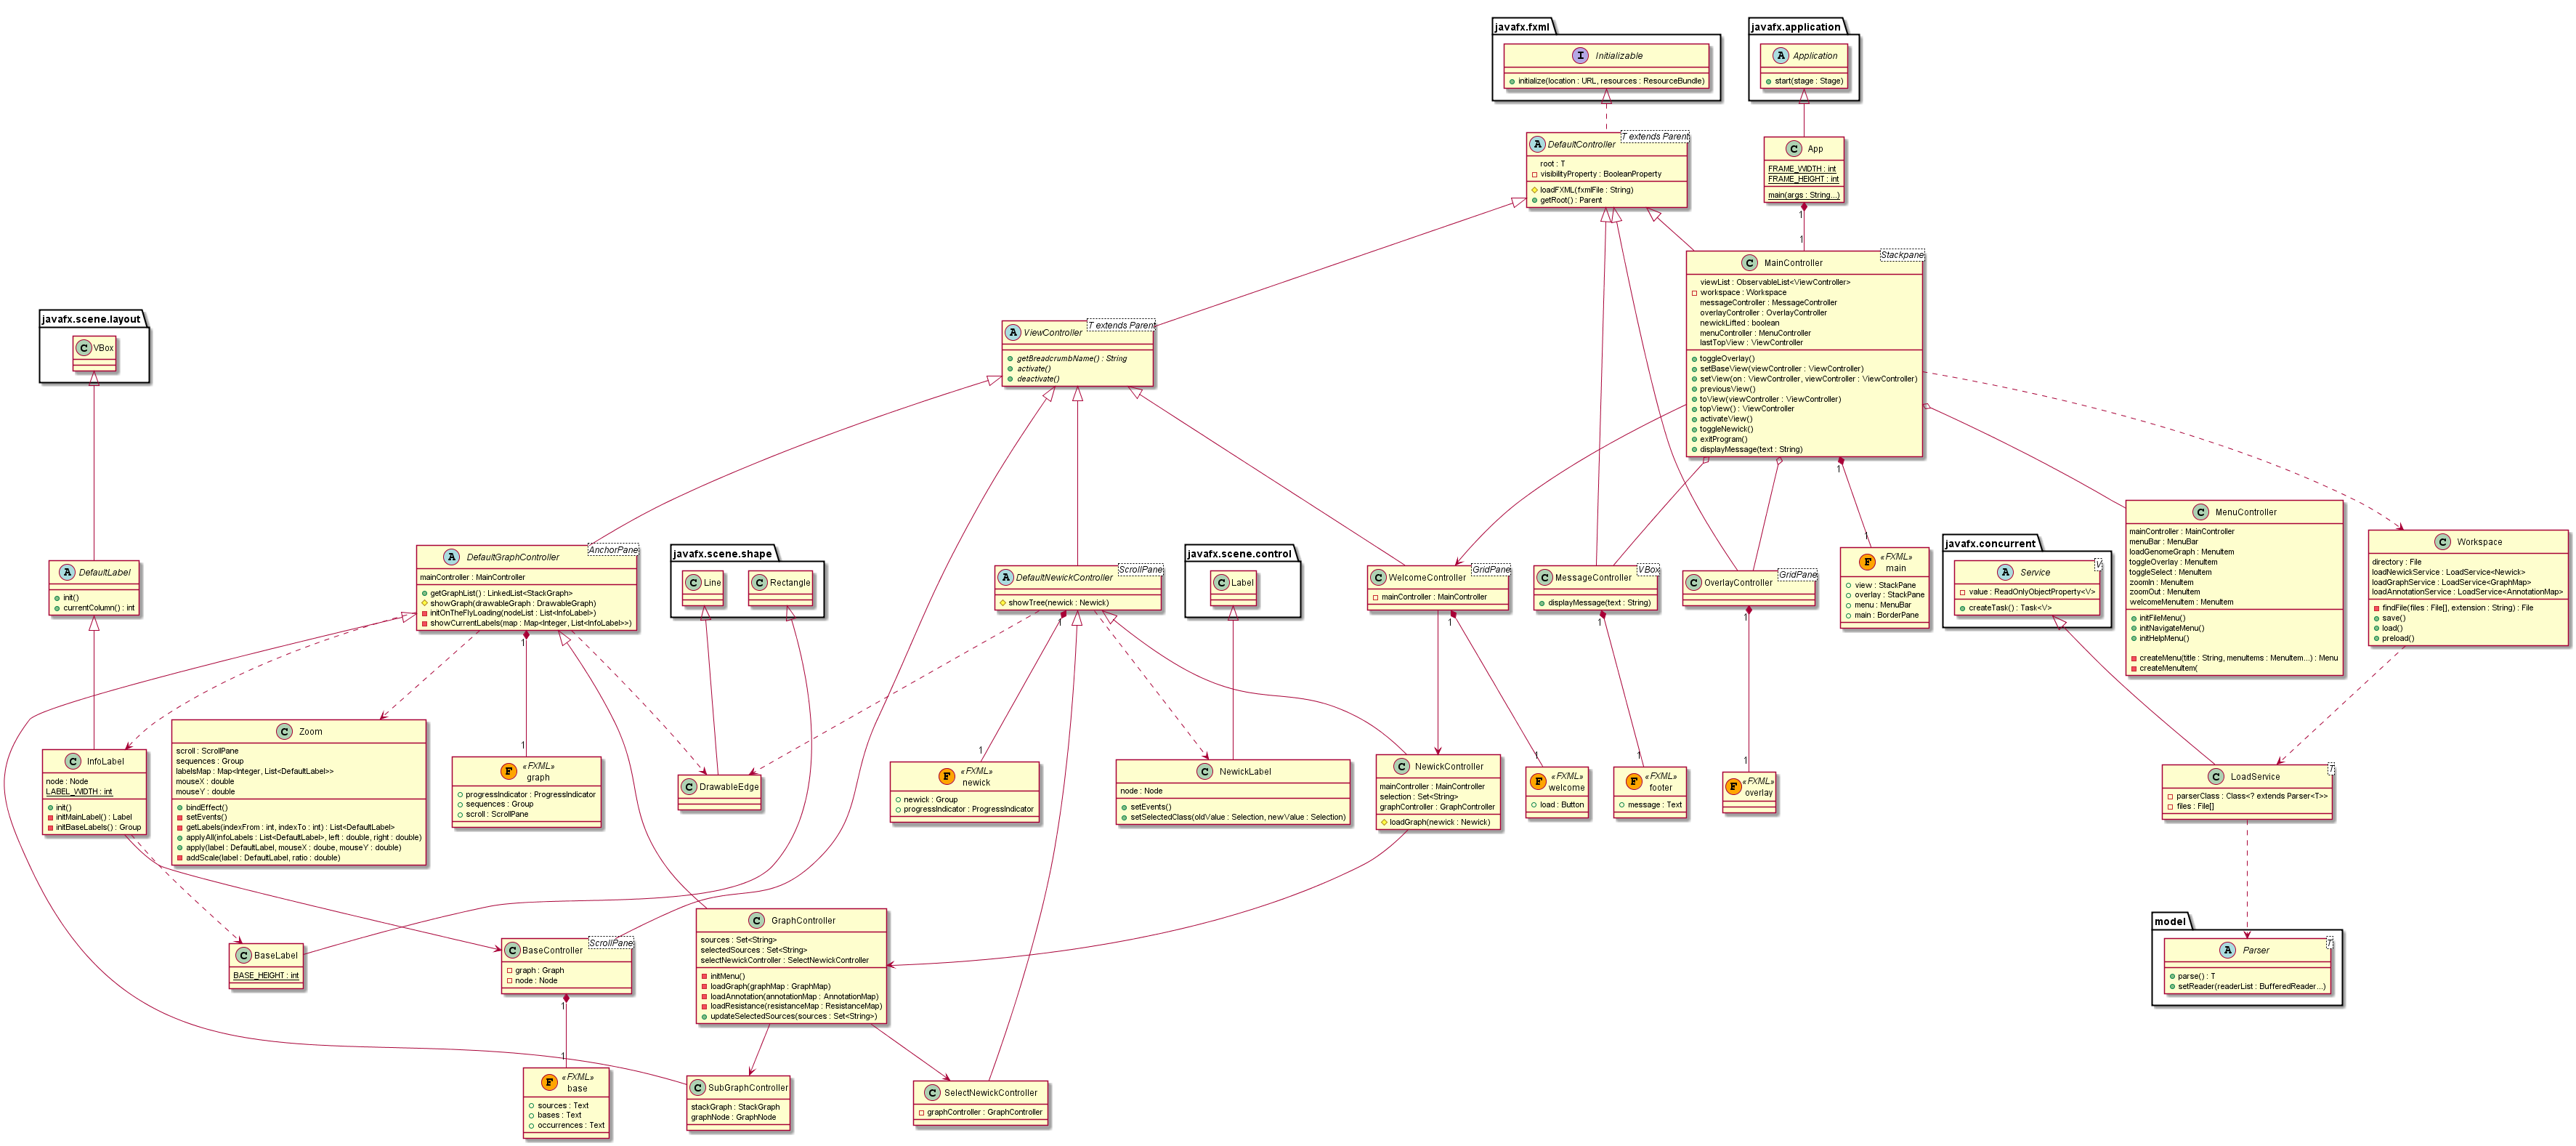 javafx.fxml
I Initializable
initialize(location : URL, resources : ResourceBundle)
javafx.application
A Application
start(stage : Stage)
A DefaultController
T extends Parent
root : T
visibilityProperty : BooleanProperty
loadFXML(fxmlFile : String)
getRoot() : Parent
C App
FRAME_WIDTH : int
FRAME_HEIGHT : int
main(args : String...)
1
1
C MainController
Stackpane
viewList : ObservableList<ViewController>
workspace : Workspace
messageController : MessageController
overlayController : OverlayController
newickLifted : boolean
menuController : MenuController
lastTopView : ViewController
toggleOverlay()
setBaseView(viewController : ViewController)
setView(on : ViewController, viewController : ViewController)
previousView()
toView(viewController : ViewController)
topView() : ViewController
activateView()
toggleNewick()
exitProgram()
displayMessage(text : String)
1
1
javafx.scene.layout
C VBox
A ViewController
T extends Parent
getBreadcrumbName() : String
activate()
deactivate()
A DefaultLabel
init()
currentColumn() : int
A DefaultGraphController
AnchorPane
mainController : MainController
getGraphList() : LinkedList<StackGraph>
showGraph(drawableGraph : DrawableGraph)
initOnTheFlyLoading(nodeList : List<InfoLabel>)
showCurrentLabels(map : Map<Integer, List<InfoLabel>>)
1
1
javafx.scene.shape
C Line
C Rectangle
A DefaultNewickController
ScrollPane
showTree(newick : Newick)
1
1
javafx.scene.control
C Label
C WelcomeController
GridPane
mainController : MainController
1
1
C MessageController
VBox
displayMessage(text : String)
1
1
C OverlayController
GridPane
1
1
F «FXML»
main
view : StackPane
overlay : StackPane
menu : MenuBar
main : BorderPane
javafx.concurrent
A Service
V
value : ReadOnlyObjectProperty<V>
createTask() : Task<V>
C MenuController
mainController : MainController
menuBar : MenuBar
loadGenomeGraph : MenuItem
toggleOverlay : MenuItem
toggleSelect : MenuItem
zoomIn : MenuItem
zoomOut : MenuItem
welcomeMenuItem : MenuItem
initFileMenu()
initNavigateMenu()
initHelpMenu()
createMenu(title : String, menuItems : MenuItem...) : Menu
createMenuItem(
C Workspace
directory : File
loadNewickService : LoadService<Newick>
loadGraphService : LoadService<GraphMap>
loadAnnotationService : LoadService<AnnotationMap>
findFile(files : File[], extension : String) : File
save()
load()
preload()
C InfoLabel
node : Node
LABEL_WIDTH : int
init()
initMainLabel() : Label
initBaseLabels() : Group
C Zoom
scroll : ScrollPane
sequences : Group
labelsMap : Map<Integer, List<DefaultLabel>>
mouseX : double
mouseY : double
bindEffect()
setEvents()
getLabels(indexFrom : int, indexTo : int) : List<DefaultLabel>
applyAll(infoLabels : List<DefaultLabel>, left : double, right : double)
apply(label : DefaultLabel, mouseX : doube, mouseY : double)
addScale(label : DefaultLabel, ratio : double)
F «FXML»
graph
progressIndicator : ProgressIndicator
sequences : Group
scroll : ScrollPane
C DrawableEdge
F «FXML»
newick
newick : Group
progressIndicator : ProgressIndicator
C NewickLabel
node : Node
setEvents()
setSelectedClass(oldValue : Selection, newValue : Selection)
C NewickController
mainController : MainController
selection : Set<String>
graphController : GraphController
loadGraph(newick : Newick)
F «FXML»
welcome
load : Button
F «FXML»
footer
message : Text
F «FXML»
overlay
C LoadService
T
parserClass : Class<? extends Parser<T>>
files : File[]
C BaseLabel
BASE_HEIGHT : int
C BaseController
ScrollPane
graph : Graph
node : Node
1
1
C GraphController
sources : Set<String>
selectedSources : Set<String>
selectNewickController : SelectNewickController
initMenu()
loadGraph(graphMap : GraphMap)
loadAnnotation(annotationMap : AnnotationMap)
loadResistance(resistanceMap : ResistanceMap)
updateSelectedSources(sources : Set<String>)
model
A Parser
T
parse() : T
setReader(readerList : BufferedReader...)
F «FXML»
base
sources : Text
bases : Text
occurrences : Text
C SubGraphController
stackGraph : StackGraph
graphNode : GraphNode
C SelectNewickController
graphController : GraphController